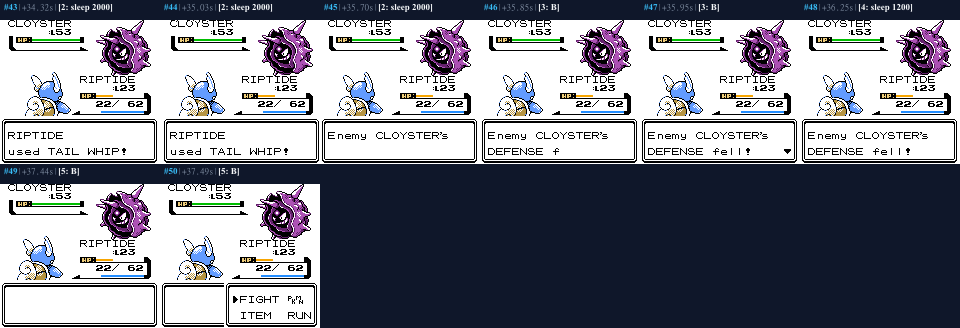 #43|+34.32s|[2: sleep 2000]
CLOYSTER
:L53
HP:
RIPTIDE
:L23
HP:
22/ 62
RIPTIDE
used TAIL WHIP!
#44|+35.03s|[2: sleep 2000]
CLOYSTER
:L53
HP:
RIPTIDE
:L23
HP:
22/ 62
RIPTIDE
used TAIL WHIP!
#45|+35.70s|[2: sleep 2000]
CLOYSTER
:L53
HP:
RIPTIDE
:L23
HP:
22/ 62
Enemy CLOYSTER's
#46|+35.85s|[3: B]
CLOYSTER
:L53
HP:
RIPTIDE
:L23
HP:
22/ 62
Enemy CLOYSTER's
DEFENSE f
#47|+35.95s|[3: B]
CLOYSTER
:L53
HP:
RIPTIDE
:L23
HP:
22/ 62
Enemy CLOYSTER's
DEFENSE fell!
#48|+36.25s|[4: sleep 1200]
CLOYSTER
:L53
HP:
RIPTIDE
:L23
HP:
22/ 62
Enemy CLOYSTER's
DEFENSE fell!
#49|+37.44s|[5: B]
CLOYSTER
:L53
HP:
RIPTIDE
:L23
HP:
22/ 62
#50|+37.49s|[5: B]
CLOYSTER
:L53
HP:
RIPTIDE
:L23
HP:
22/ 62
FIGHT PKMN
ITEM RUN